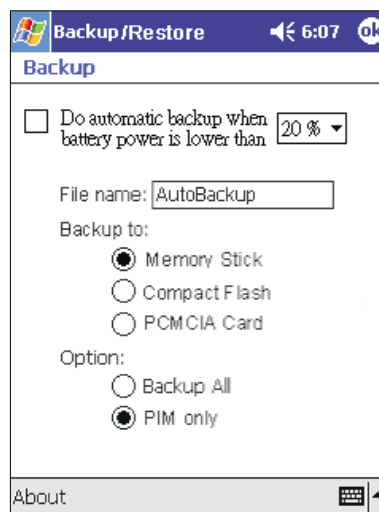 Backup/Restore 6:07 ok
Backup
Do automatic backup when
battery power is lower than 20 %
File name: AutoBackup
Backup to:
Memory Stick
Compact Flash
PCMCIA Card
Option:
Backup All
PIM only
About